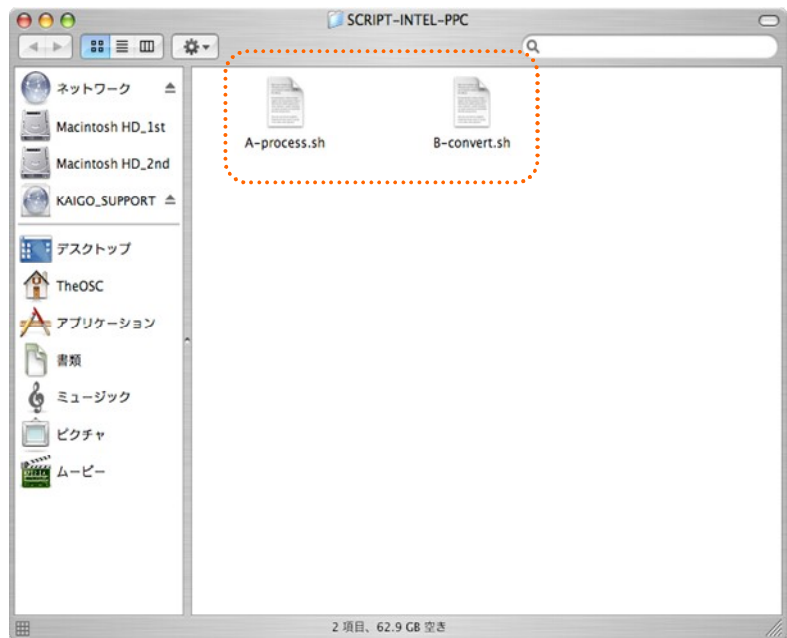 SCRIPT-INTEL-PPC
ネットワーク
Macintosh HD_1st
Macintosh HD_2nd
KAIGO_SUPPORT
デスクトップ
TheOSC
アプリケーション
書類
ミュージック
ピクチャ
ムービー
A-process.sh
B-convert.sh
2 項目、62.9 GB 空き